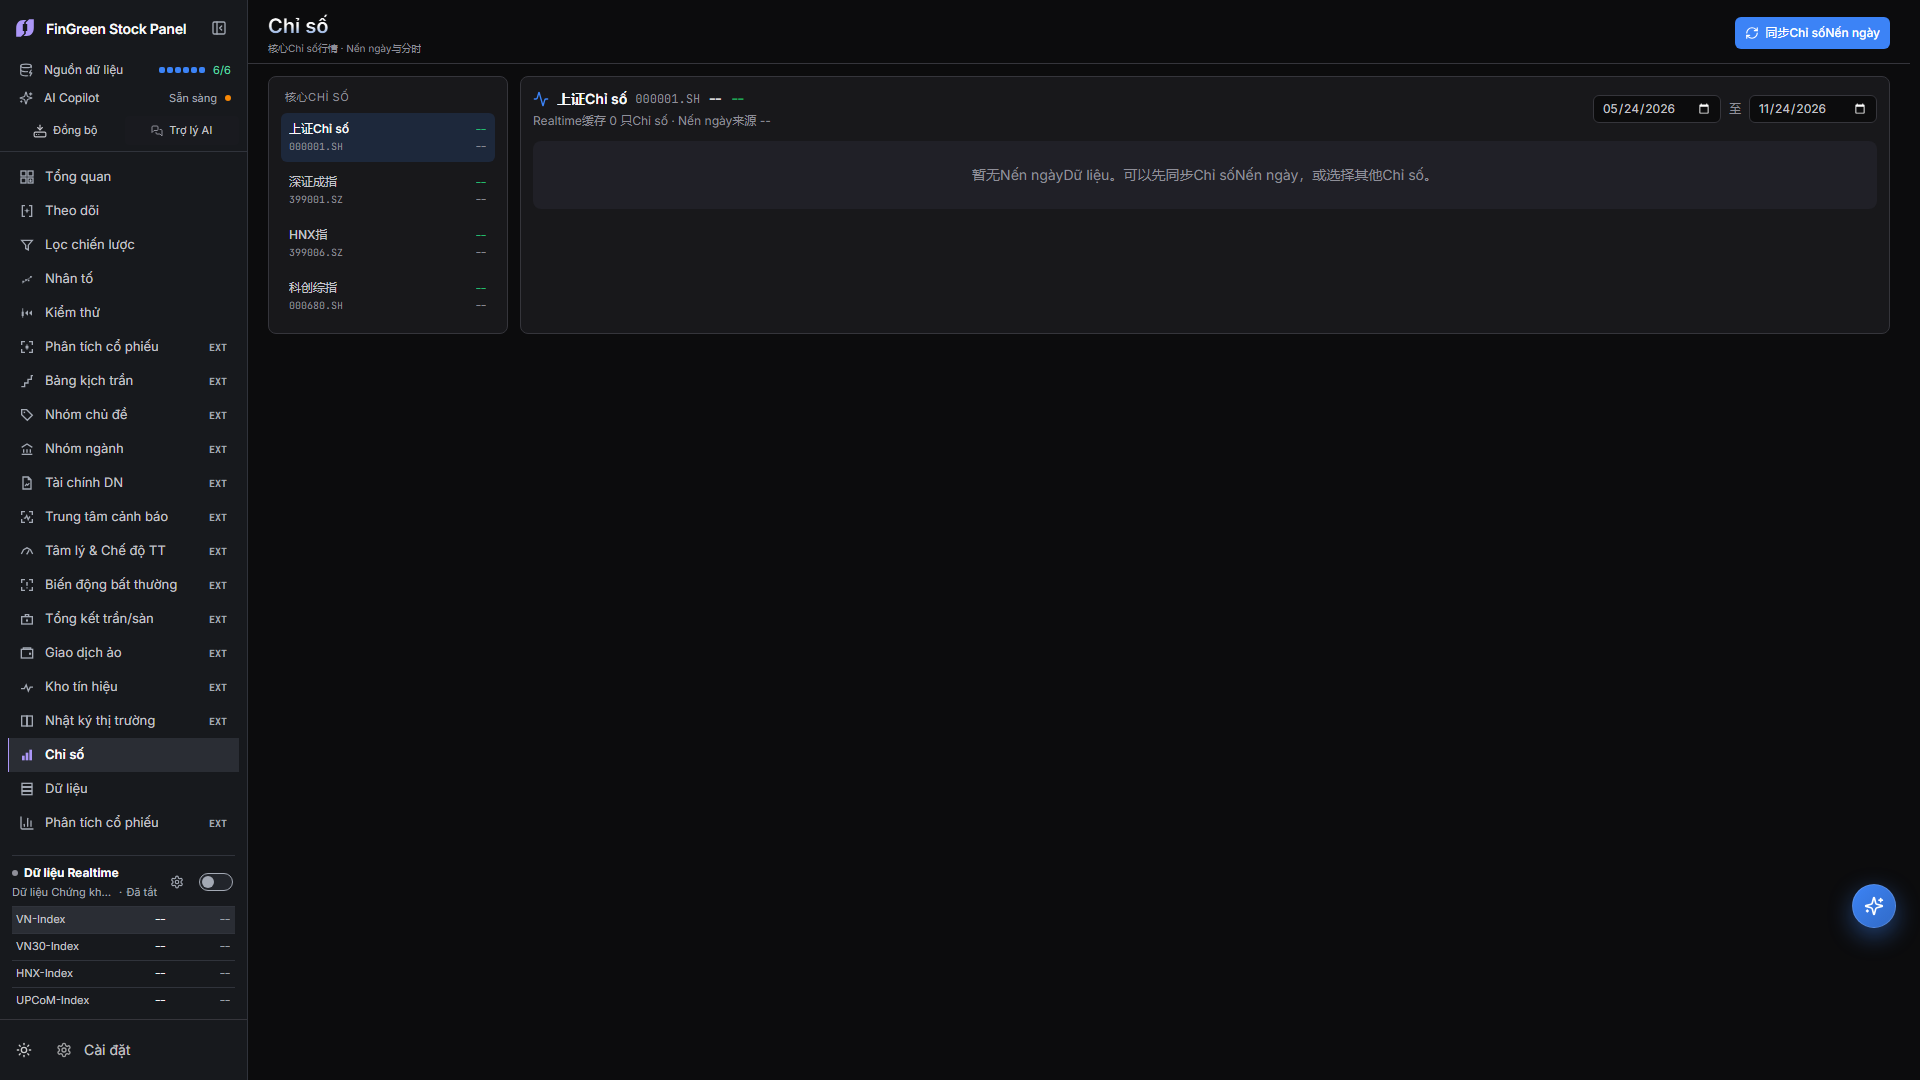 FinGreen Stock Panel
Nguồn dữ liệu 6/6
AI Copilot Sẵn sàng
Đồng bộ Trợ lý AI
Tổng quan
Theo dõi
Lọc chiến lược
Nhân tố
Kiểm thử
Phân tích cổ phiếu EXT
Bảng kịch trần EXT
Nhóm chủ đề EXT
Nhóm ngành EXT
Tài chính DN EXT
Trung tâm cảnh báo EXT
Tâm lý & Chế độ TT EXT
Biến động bất thường EXT
Tổng kết trần/sàn EXT
Giao dịch ảo EXT
Kho tín hiệu EXT
Nhật ký thị trường EXT
Chỉ số
Dữ liệu
Phân tích cổ phiếu EXT
Dữ liệu Realtime
Dữ liệu Chứng kh... · Đã tắt
VN-Index -- --
VN30-Index -- --
HNX-Index -- --
UPCoM-Index -- --
Cài đặt
Chỉ số
核心Chỉ số行情 · Nến ngày与分时
同步Chỉ sốNến ngày
核心CHỈ SỐ
上证Chỉ số --
000001.SH --
深证成指 --
399001.SZ --
HNX指 --
399006.SZ --
科创综指 --
000680.SH --
上证Chỉ số 000001.SH -- --
Realtime缓存 0 只Chỉ số · Nến ngày来源 --
05/24/2026 至 11/24/2026
暂无Nến ngàyDữ liệu。可以先同步Chỉ sốNến ngày，或选择其他Chỉ số。